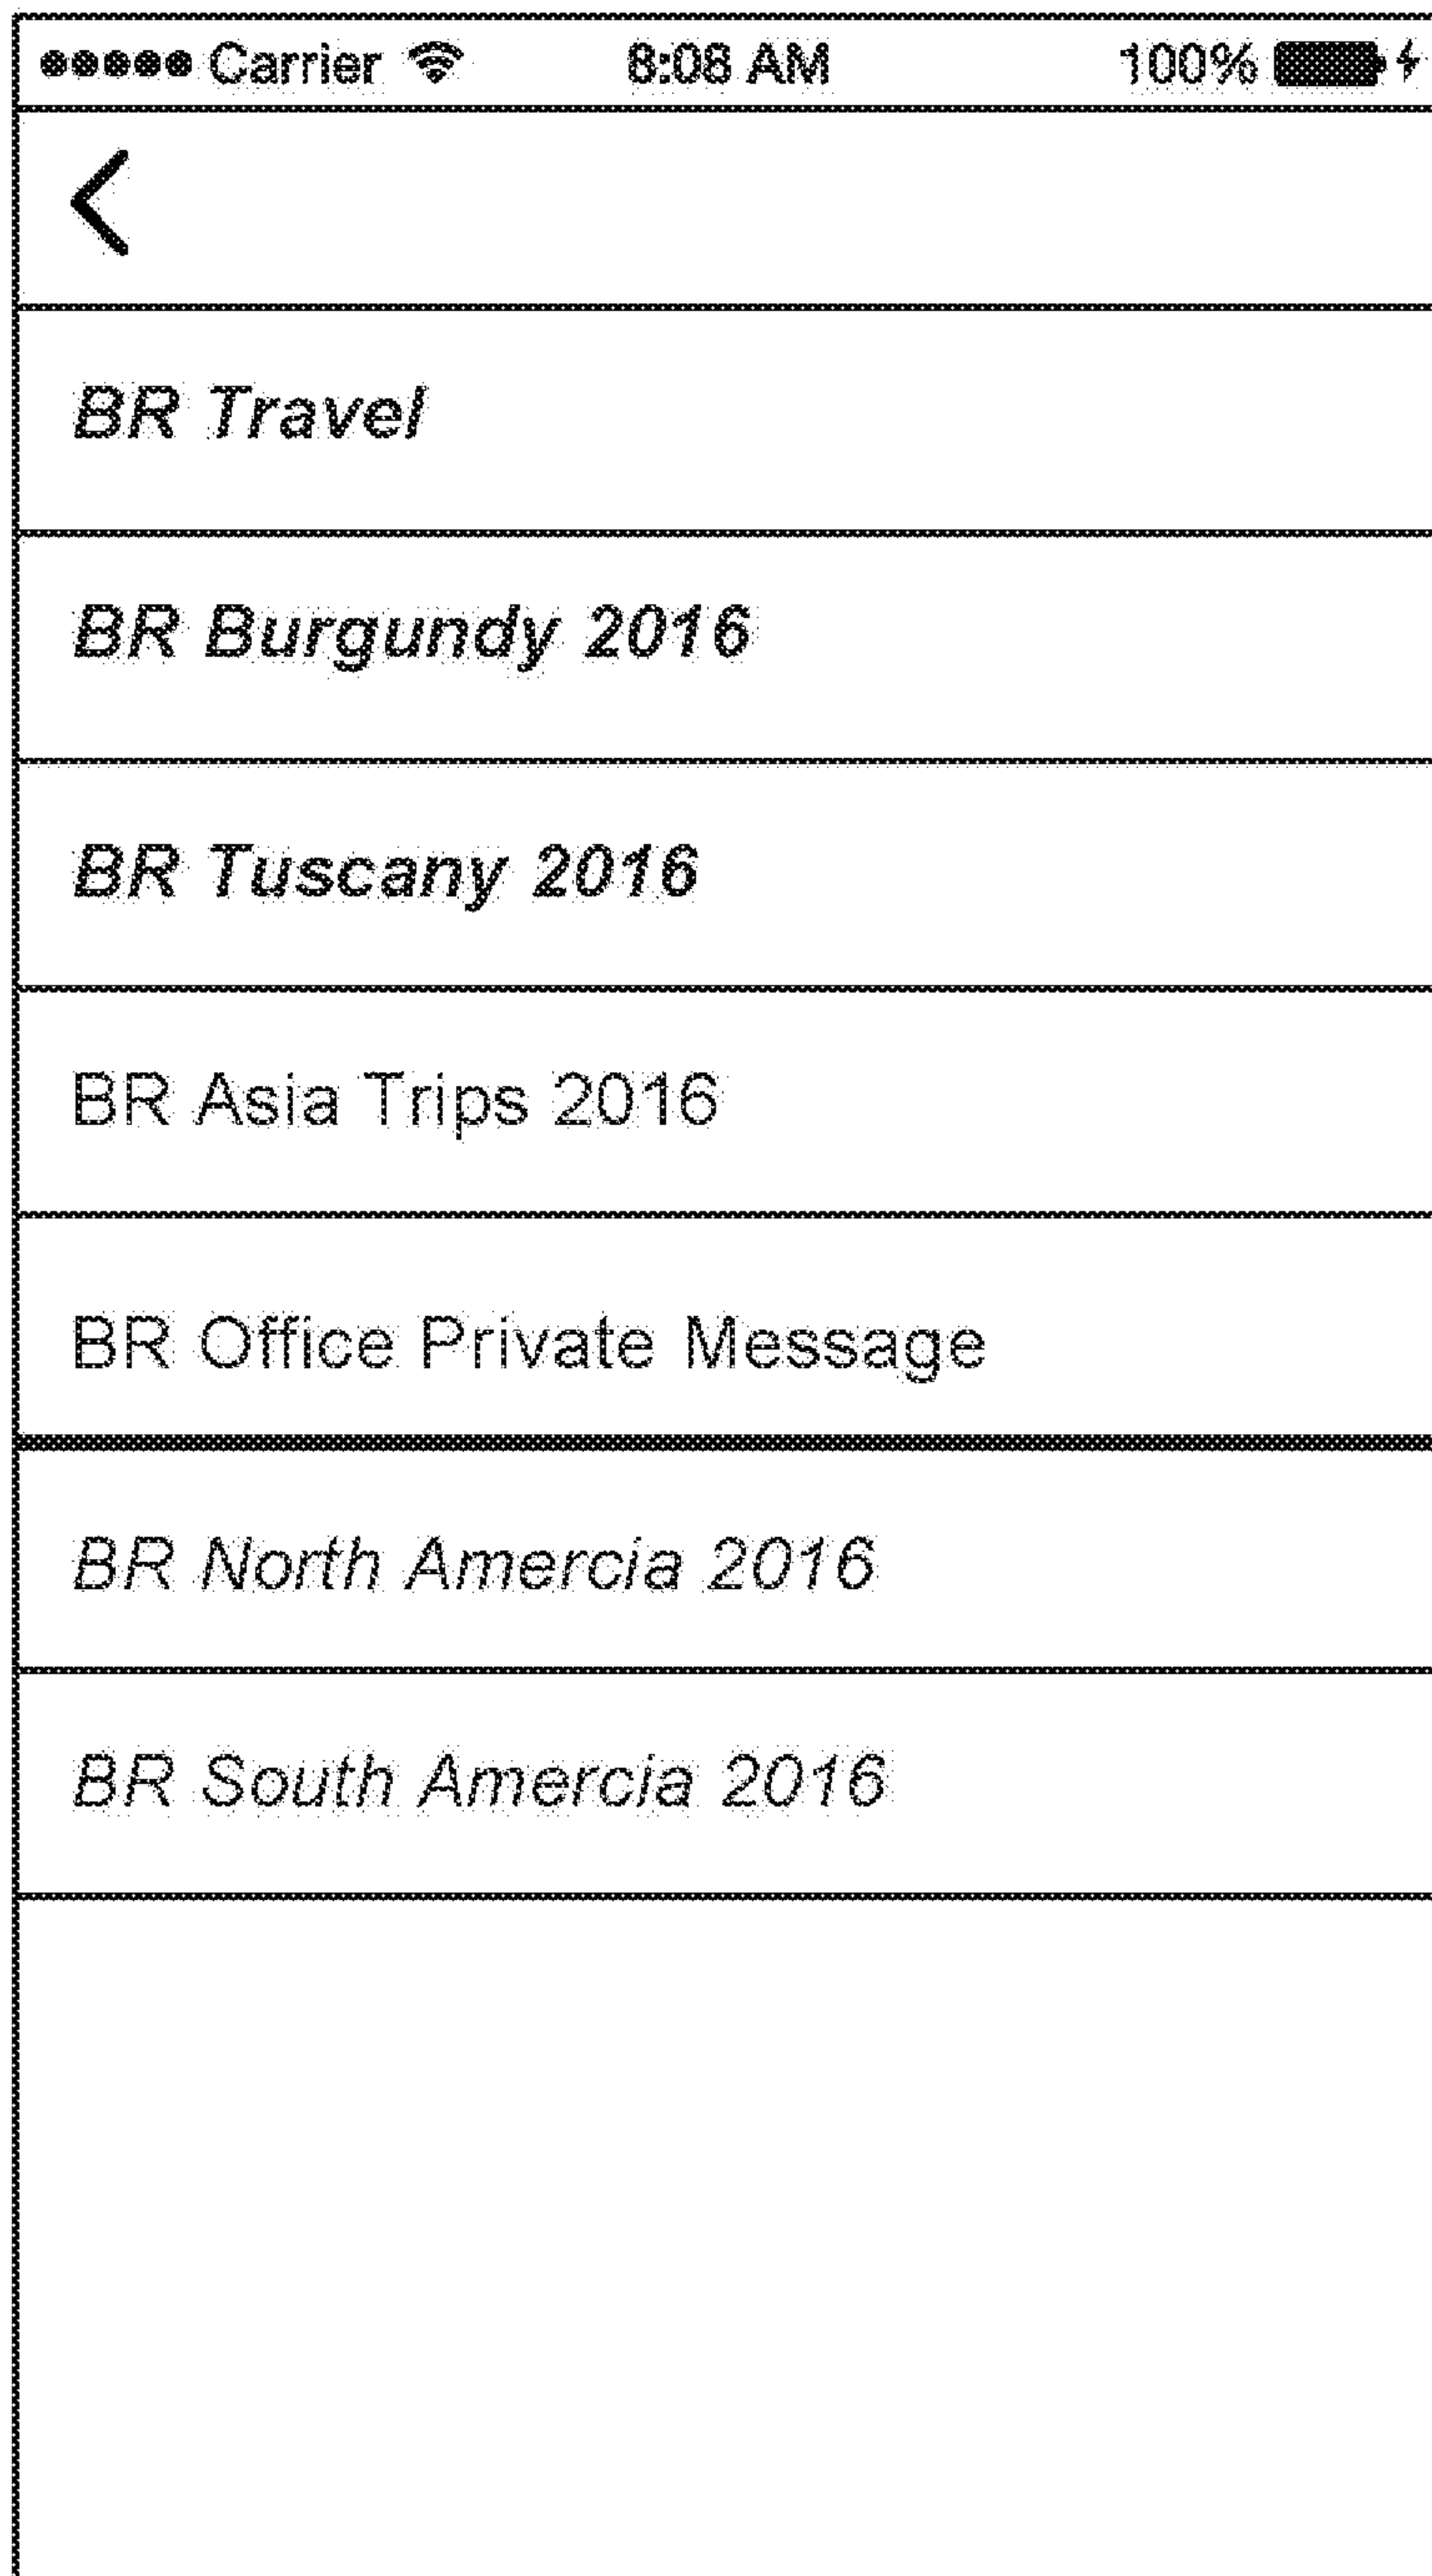 Carrier 8:08 AM 100%
BR Travel
BR Burgundy 2016
BR Tuscany 2016
BR Asia Trips 2016
BR Office Private Message
BR North Amercia 2016
BR South Amercia 2016